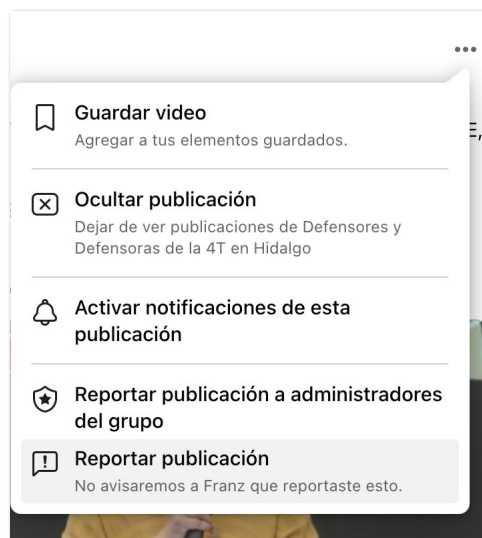 Guardar video
Agregar a tus elementos guardados.
Ocultar publicación
Dejar de ver publicaciones de Defensores y
Defensoras de la 4T en Hidalgo
Activar notificaciones de esta
publicación
Reportar publicación a administradores
del grupo
Reportar publicación
No avisaremos a Franz que reportaste esto.